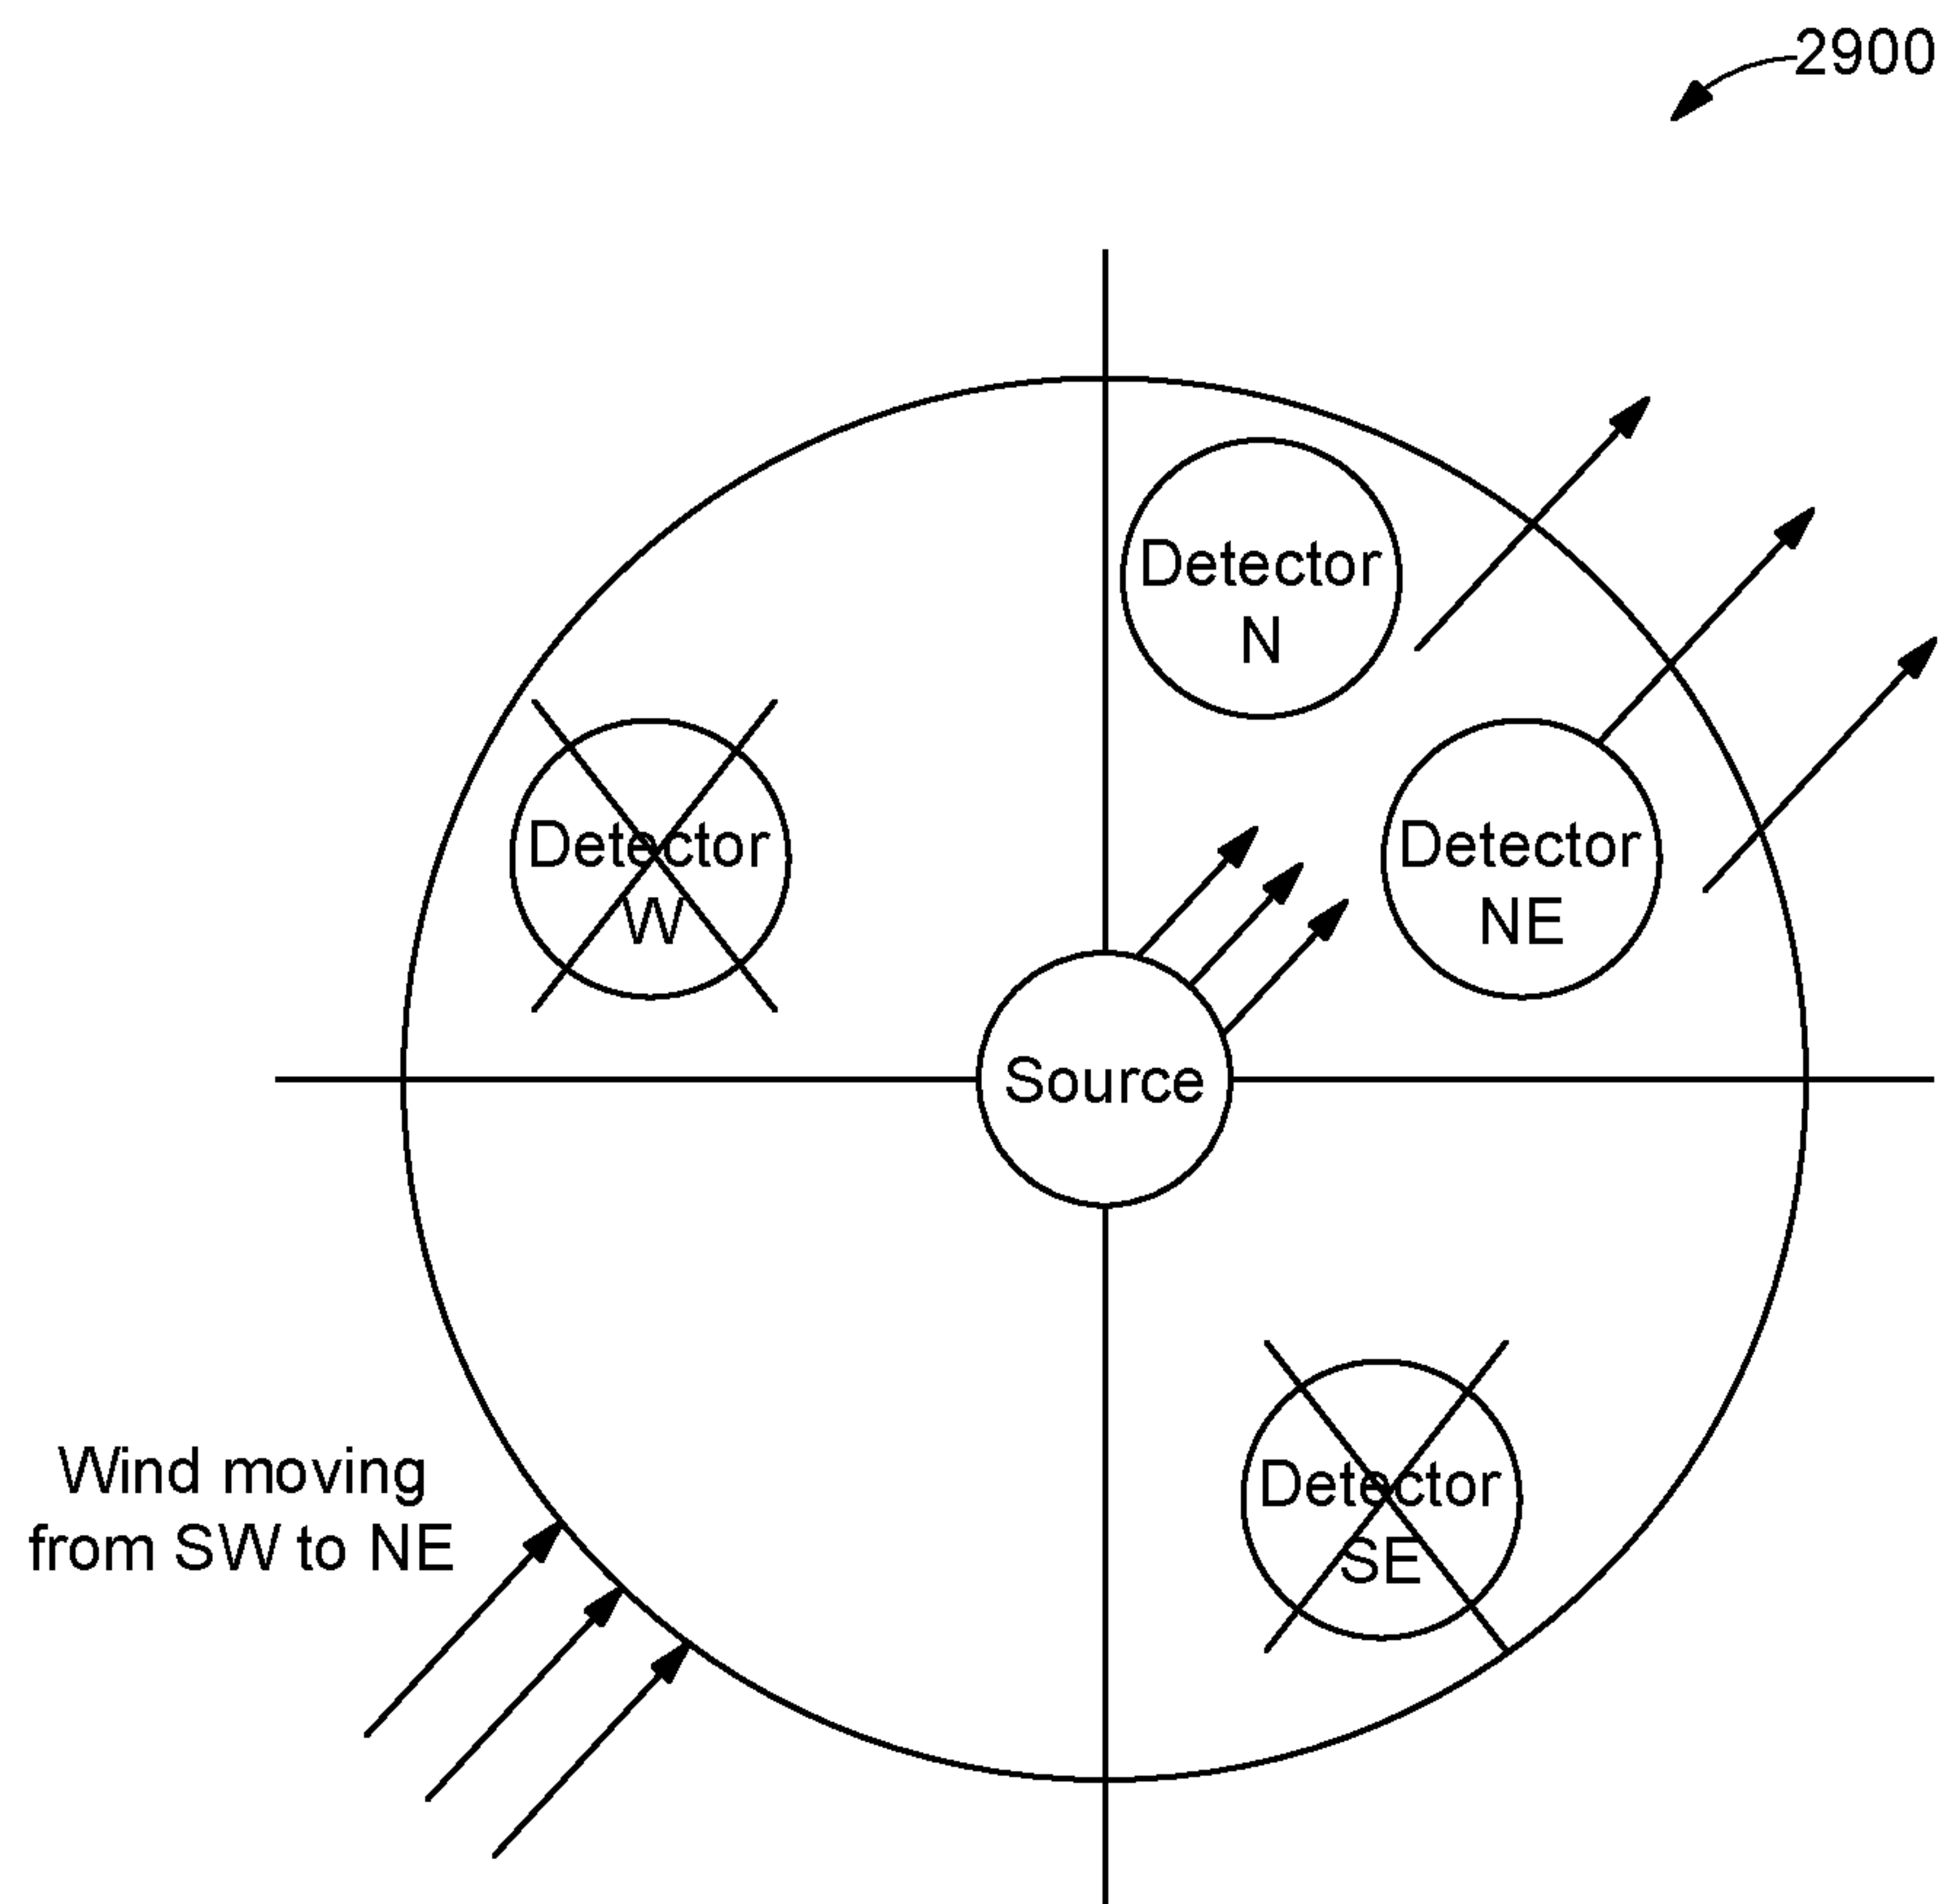 2900
Detector
N
Detector
W
Detector
NE
Source
Detector
SE
Wind moving
from SW to NE